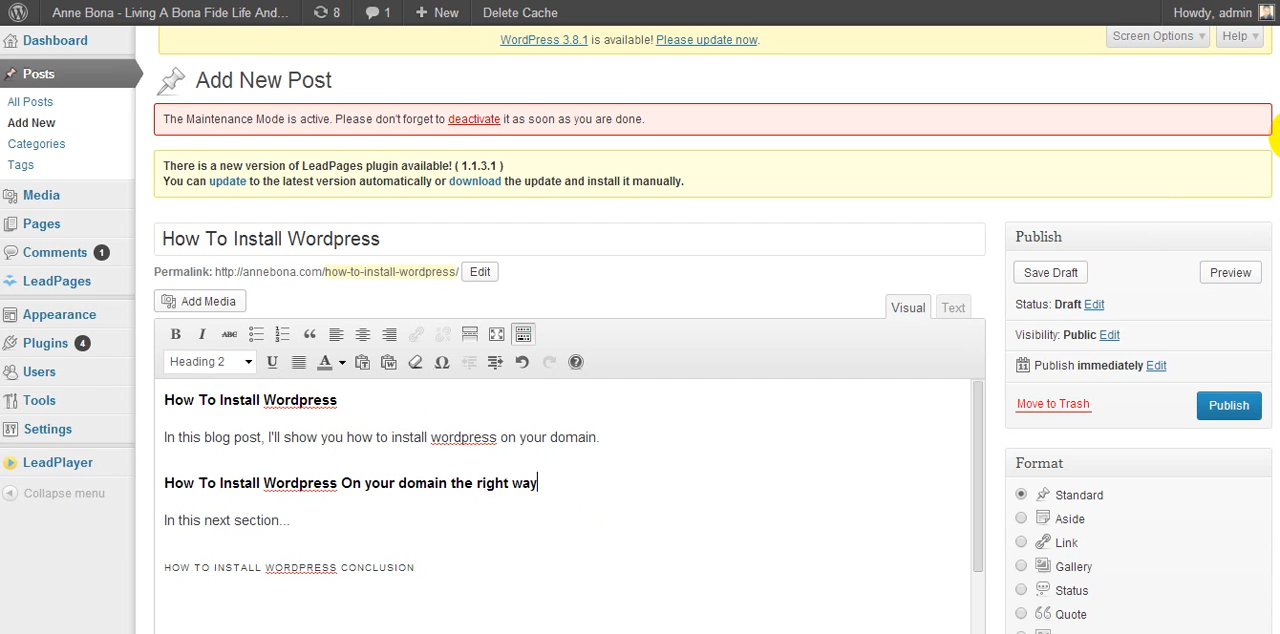 Anne Bona - Living A Bona Fide Life And... 8 1 + New Delete Cache Howdy, admin
Dashboard
Posts
All Posts
Add New
Categories
Tags
Media
Pages
Comments 1
LeadPages
Appearance
Plugins 4
Users
Tools
Settings
LeadPlayer
Collapse menu
WordPress 3.8.1 is available! Please update now.
Screen Options Help
Add New Post
The Maintenance Mode is active. Please don't forget to deactivate it as soon as you are done.
There is a new version of LeadPages plugin available! ( 1.1.3.1 )
You can update to the latest version automatically or download the update and install it manually.
How To Install Wordpress
Permalink: http://annebona.com/how-to-install-wordpress/ Edit
Add Media
Visual Text
B I ABC
Heading 2 U A
How To Install Wordpress
In this blog post, I'll show you how to install wordpress on your domain.
How To Install Wordpress On your domain the right way
In this next section...
HOW TO INSTALL WORDPRESS CONCLUSION
Publish
Save Draft Preview
Status: Draft Edit
Visibility: Public Edit
Publish immediately Edit
Move to Trash Publish
Format
Standard
Aside
Link
Gallery
Status
Quote